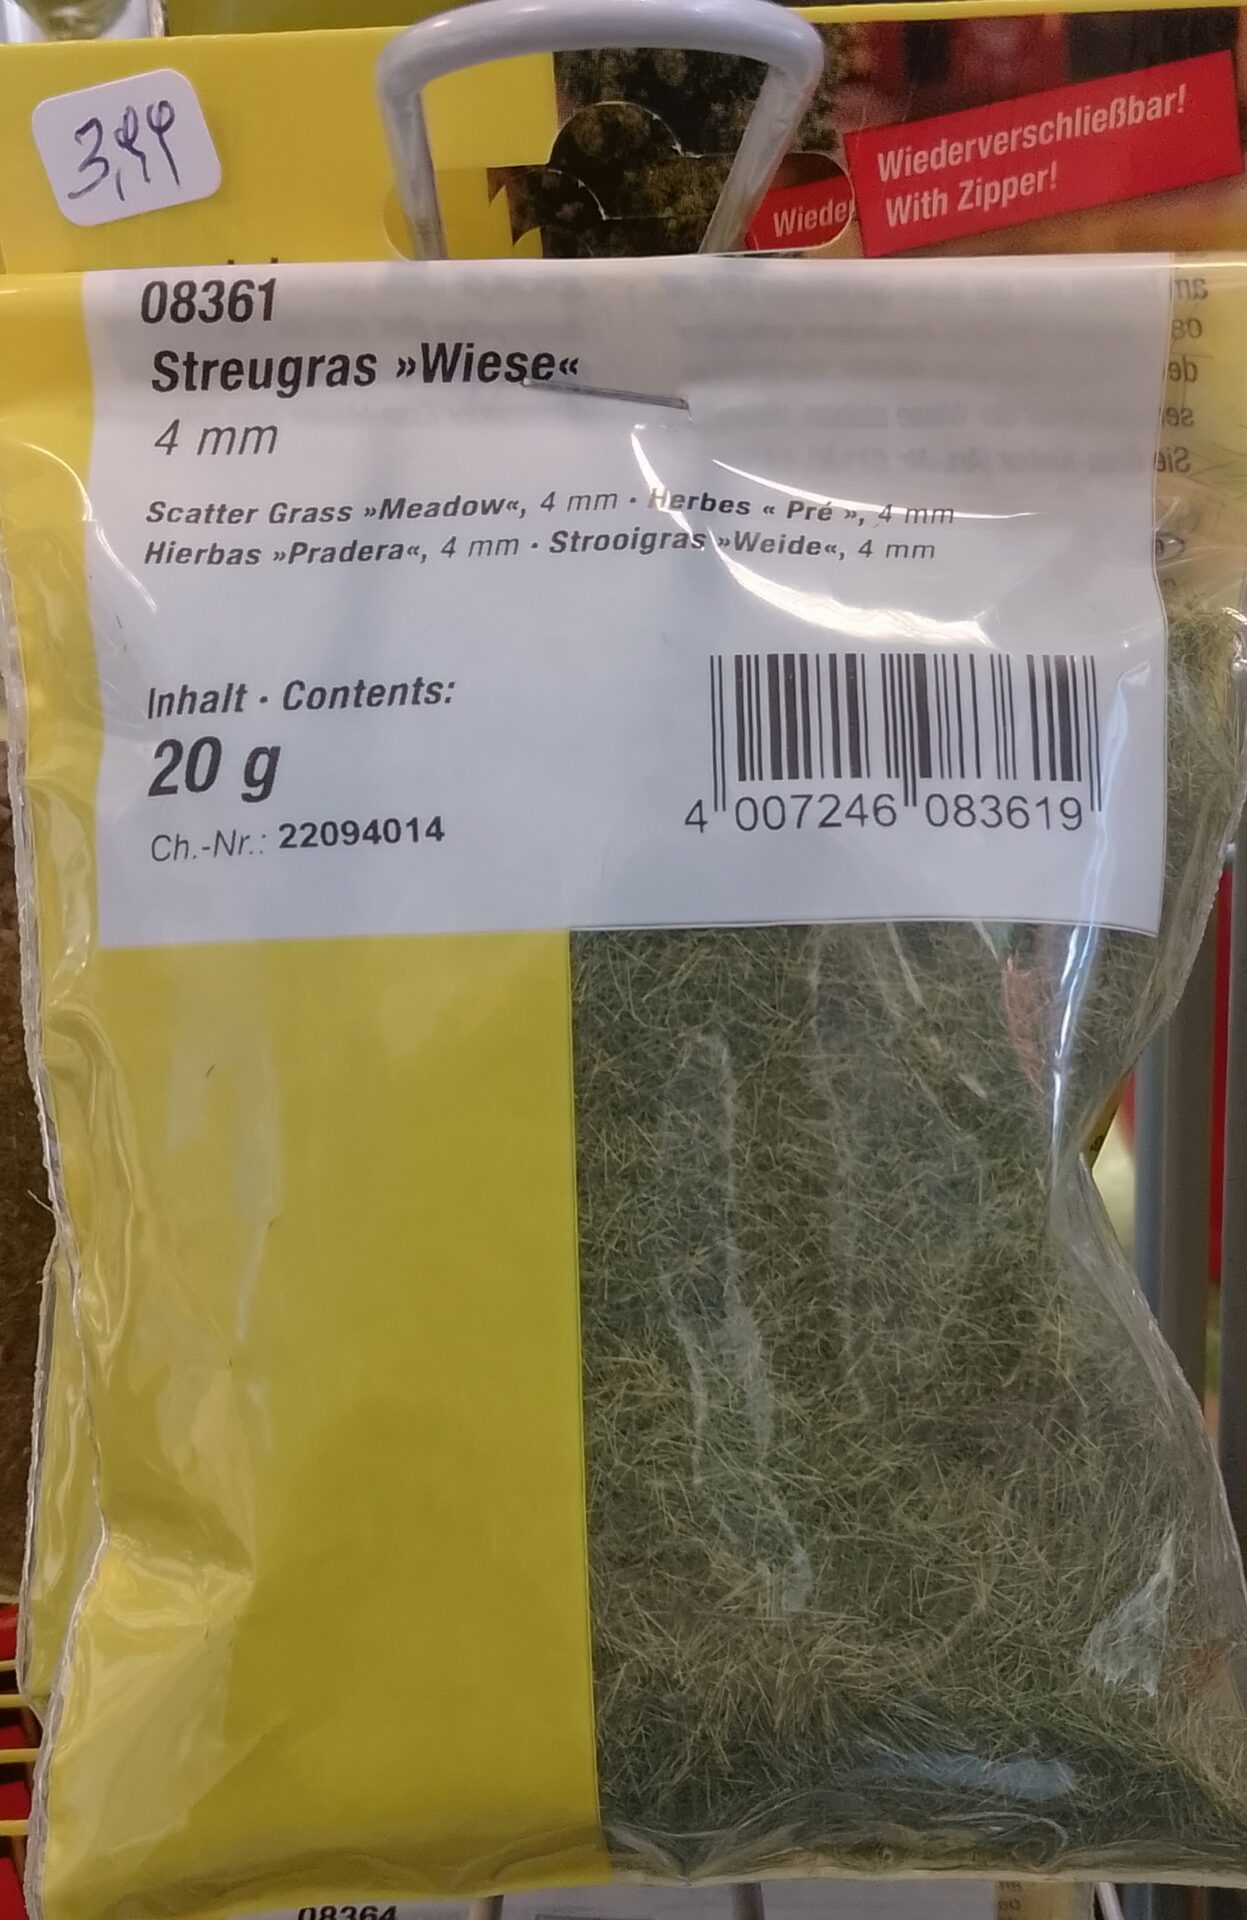 3,99
Wiederverschließbar!
With Zipper!
Wiede
08361
Streugras »Wiese«
4 mm
Scatter Grass »Meadow«, 4 mm · Herbes « Pré », 4 mm
Hierbas »Pradera«, 4 mm · Strooigras »Weide«, 4 mm
Inhalt · Contents:
20 g
Ch.-Nr.: 22094014
4 007246 083619
08364